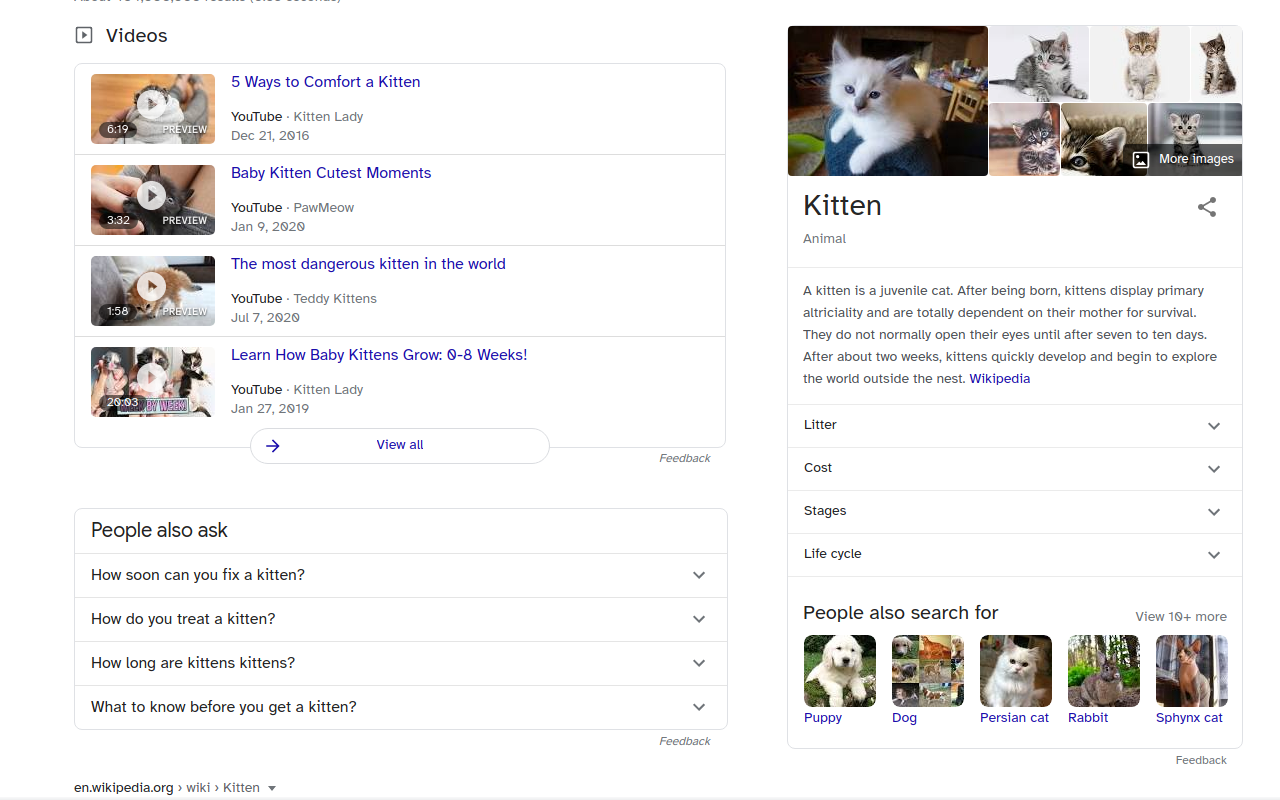 Videos
5 Ways to Comfort a Kitten
6:19
PREVIEW
YouTube · Kitten Lady
Dec 21, 2016
Baby Kitten Cutest Moments
3:32
PREVIEW
YouTube · PawMeow
Jan 9, 2020
The most dangerous kitten in the world
1:58
PREVIEW
YouTube · Teddy Kittens
Jul 7, 2020
Learn How Baby Kittens Grow: 0-8 Weeks!
20:03
BY WEEK!
YouTube · Kitten Lady
Jan 27, 2019
View all
Feedback
People also ask
How soon can you fix a kitten?
How do you treat a kitten?
How long are kittens kittens?
What to know before you get a kitten?
Feedback
en.wikipedia.org › wiki › Kitten
More images
Kitten
Animal
A kitten is a juvenile cat. After being born, kittens display primary
altriciality and are totally dependent on their mother for survival.
They do not normally open their eyes until after seven to ten days.
After about two weeks, kittens quickly develop and begin to explore
the world outside the nest. Wikipedia
Litter
Cost
Stages
Life cycle
People also search for
View 10+ more
Puppy
Dog
Persian cat
Rabbit
Sphynx cat
Feedback